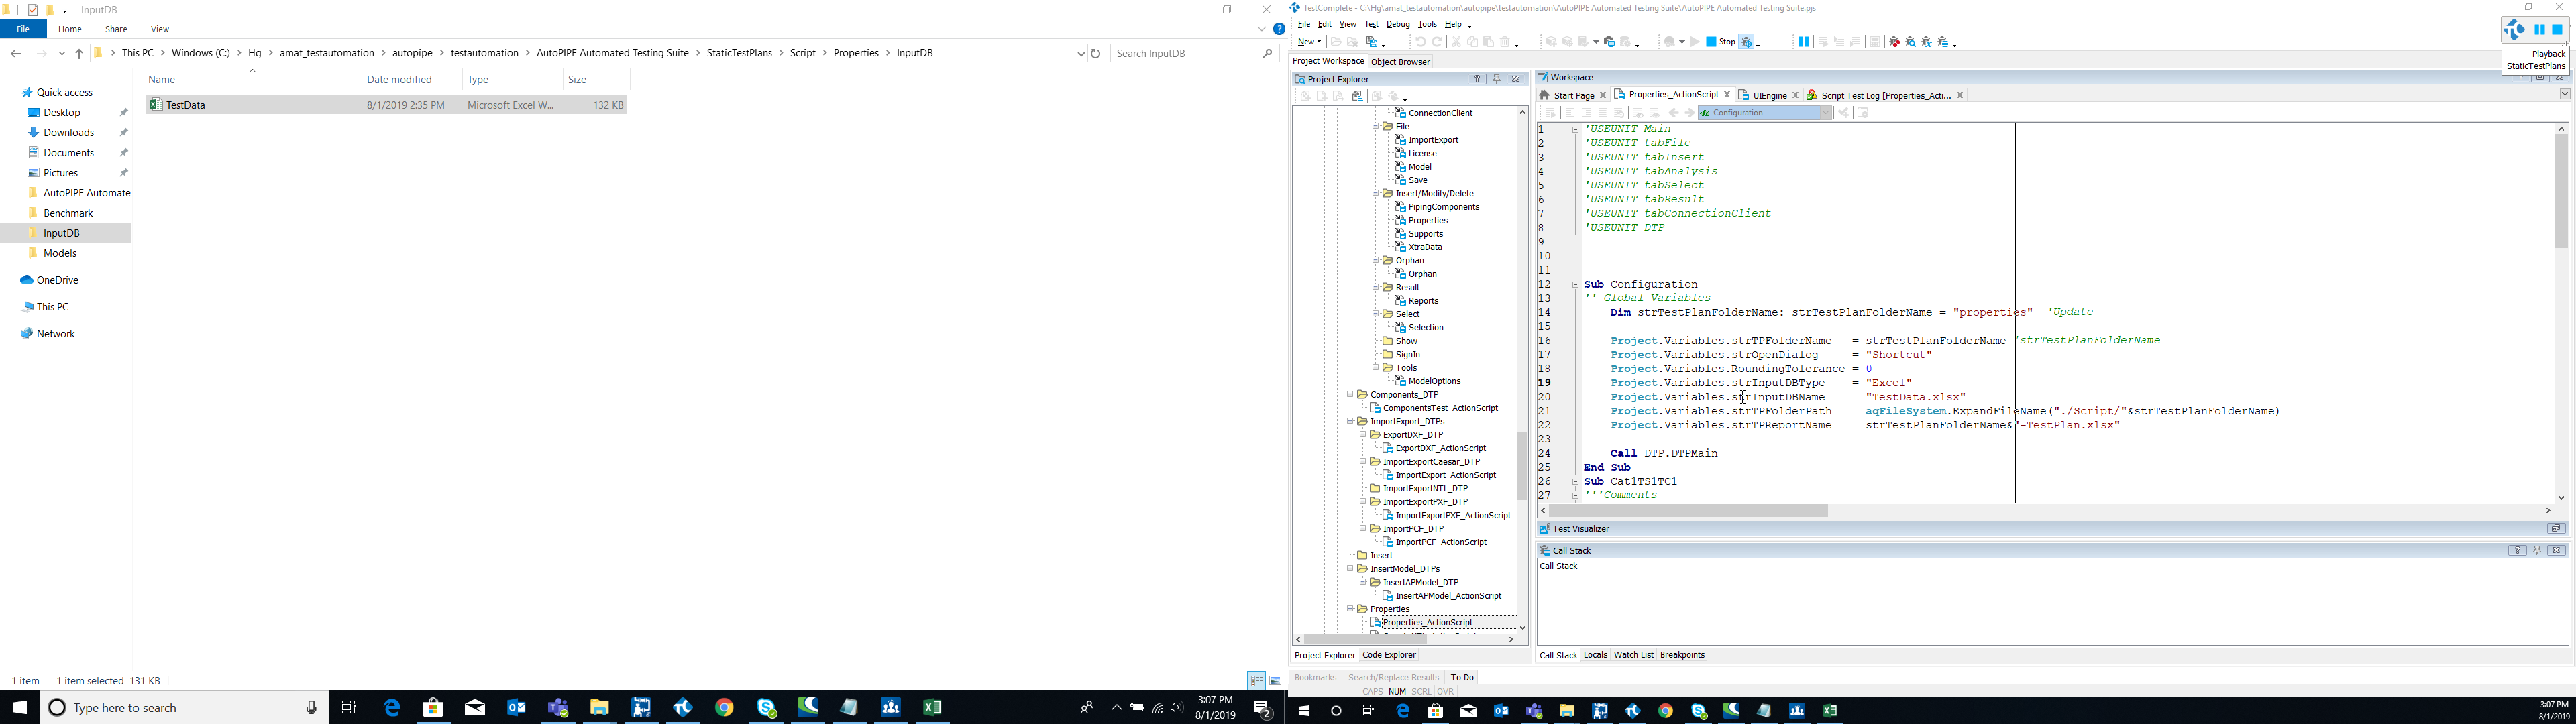 InputDB
File Home Share View
This PC > Windows (C:) > Hg > amat_testautomation > autopipe > testautomation > AutoPIPE Automated Testing Suite > StaticTestPlans > Script > Properties > InputDB
Search InputDB
Name Date modified Type Size
TestData 8/1/2019 2:35 PM Microsoft Excel W... 132 KB
Quick access
Desktop
Downloads
Documents
Pictures
AutoPIPE Automate
Benchmark
InputDB
Models
OneDrive
This PC
Network
1 item 1 item selected 131 KB
Type here to search
3:07 PM
8/1/2019
2
TestComplete - C:\Hg\amat_testautomation\autopipe\testautomation\AutoPIPE Automated Testing Suite\AutoPIPE Automated Testing Suite.pjs
File Edit View Test Debug Tools Help
New Stop
Playback
StaticTestPlans
Project Workspace Object Browser
Project Explorer
ConnectionClient
File
ImportExport
License
Model
Save
Insert/Modify/Delete
PipingComponents
Properties
Supports
XtraData
Orphan
Orphan
Result
Reports
Select
Selection
Show
SignIn
Tools
ModelOptions
Components_DTP
ComponentsTest_ActionScript
ImportExport_DTPs
ExportDXF_DTP
ExportDXF_ActionScript
ImportExportCaesar_DTP
ImportExport_ActionScript
ImportExportNTL_DTP
ImportExportPXF_DTP
ImportExportPXF_ActionScript
ImportPCF_DTP
ImportPCF_ActionScript
Insert
InsertModel_DTPs
InsertAPModel_DTP
InsertAPModel_ActionScript
Properties
Properties_ActionScript
Project Explorer Code Explorer
Workspace
Start Page Properties_ActionScript UIEngine Script Test Log [Properties_Acti...
Configuration
1 'USEUNIT Main
2 'USEUNIT tabFile
3 'USEUNIT tabInsert
4 'USEUNIT tabAnalysis
5 'USEUNIT tabSelect
6 'USEUNIT tabResult
7 'USEUNIT tabConnectionClient
8 'USEUNIT DTP
9
10
11
12 Sub Configuration
13 '' Global Variables
14 Dim strTestPlanFolderName: strTestPlanFolderName = "properties" 'Update
15
16 Project.Variables.strTPFolderName = strTestPlanFolderName 'strTestPlanFolderName
17 Project.Variables.strOpenDialog = "Shortcut"
18 Project.Variables.RoundingTolerance = 0
19 Project.Variables.strInputDBType = "Excel"
20 Project.Variables.strInputDBName = "TestData.xlsx"
21 Project.Variables.strTPFolderPath = aqFileSystem.ExpandFileName("./Script/"&strTestPlanFolderName)
22 Project.Variables.strTPReportName = strTestPlanFolderName&"-TestPlan.xlsx"
23
24 Call DTP.DTPMain
25 End Sub
26 Sub Cat1TS1TC1
27 '''Comments
Test Visualizer
Call Stack
Call Stack
Call Stack Locals Watch List Breakpoints
Bookmarks Search/Replace Results To Do
CAPS NUM SCRL OVR
3:07 PM
8/1/2019